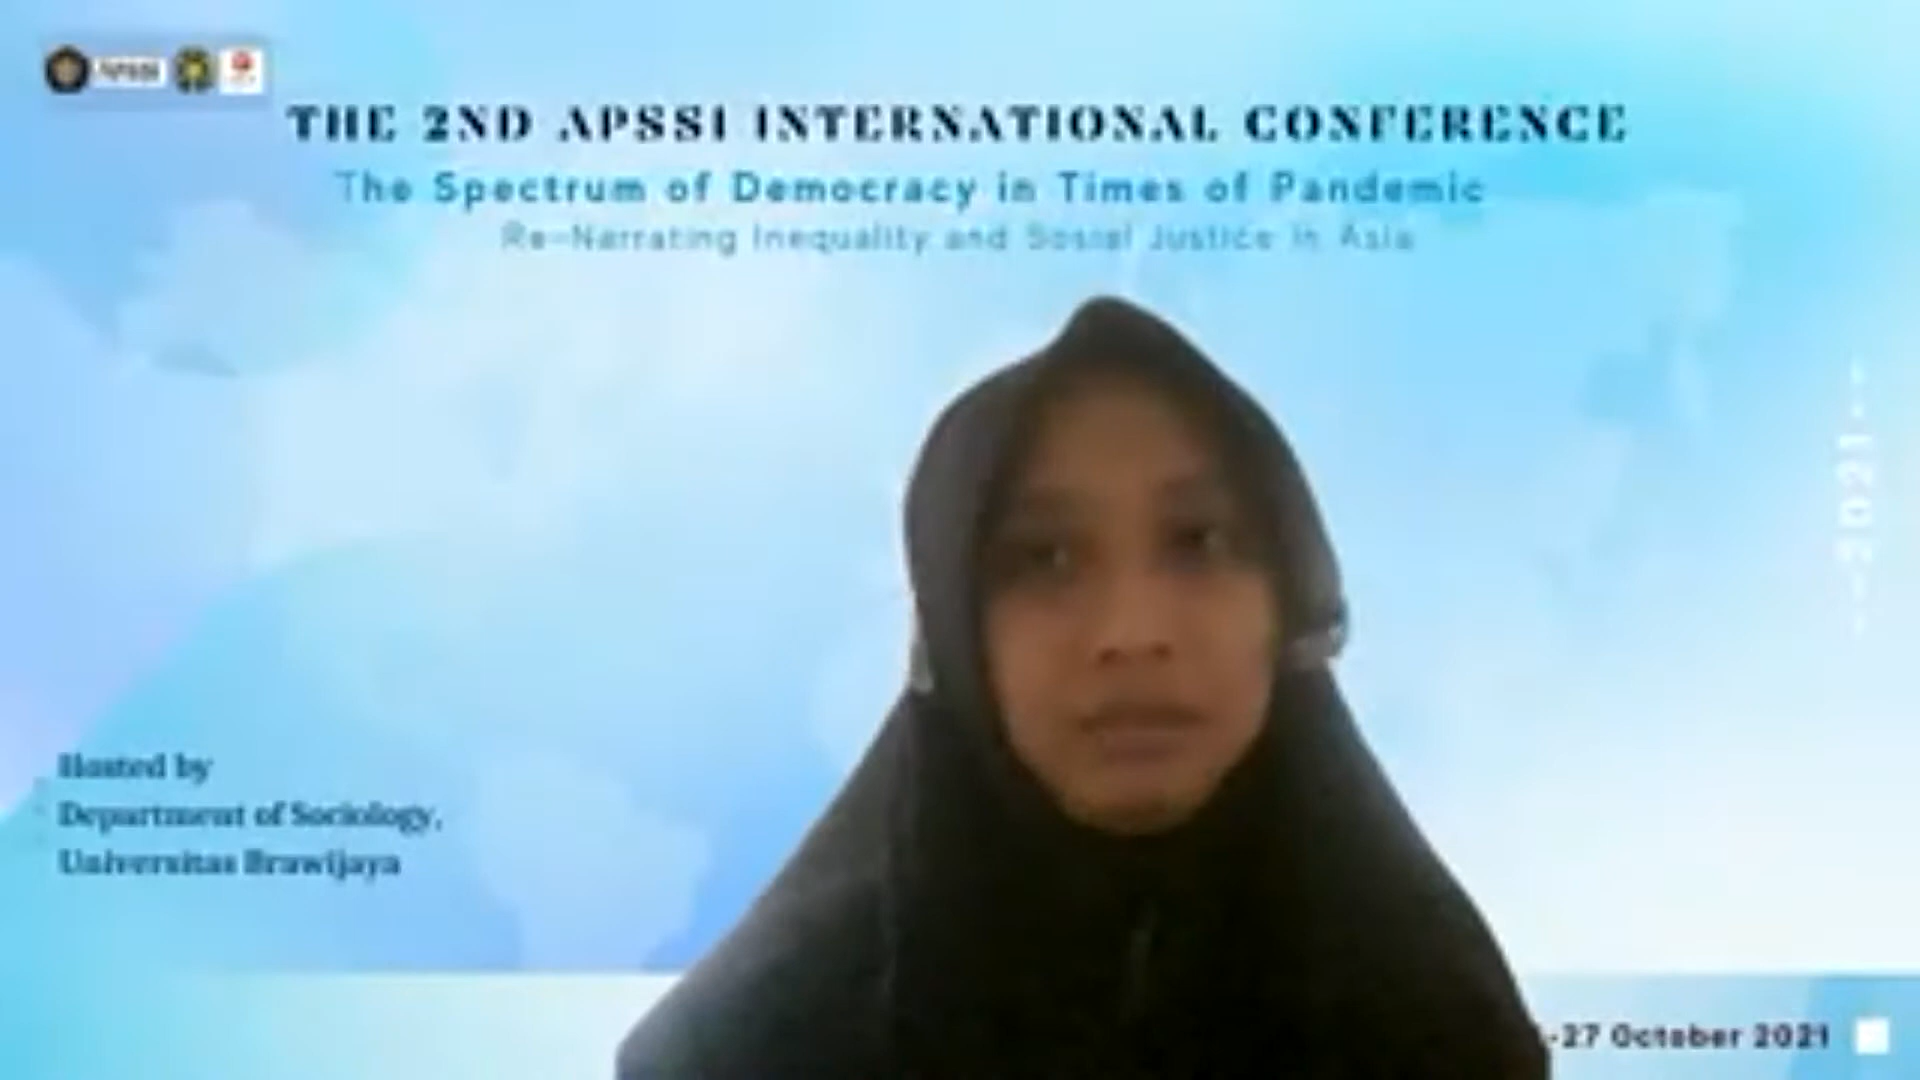 APSSI
THE 2ND APSSI INTERNATIONAL CONFERENCE
The Spectrum of Democracy in Times of Pandemic
Re-Narrating Inequality and Sosial Justice in Asia
2021
Hosted by
Department of Sociology,
Universitas Brawijaya
-27 October 2021